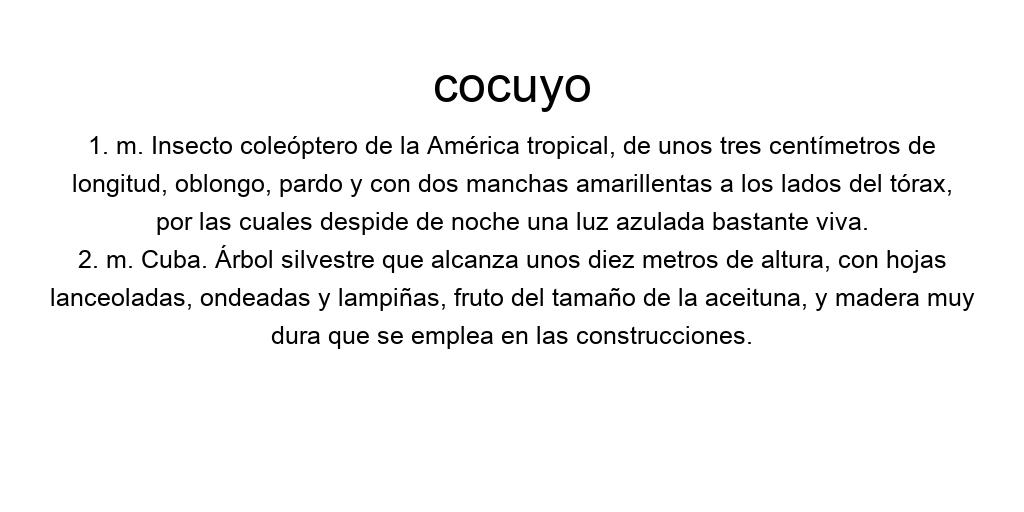 cocuyo
1. m. Insecto coleóptero de la América tropical, de unos tres centímetros de
longitud, oblongo, pardo y con dos manchas amarillentas a los lados del tórax,
por las cuales despide de noche una luz azulada bastante viva.
2. m. Cuba. Árbol silvestre que alcanza unos diez metros de altura, con hojas
lanceoladas, ondeadas y lampiñas, fruto del tamaño de la aceituna, y madera muy
dura que se emplea en las construcciones.